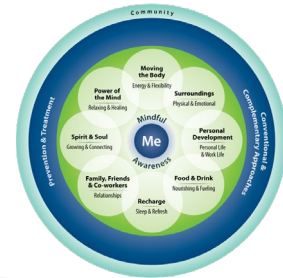 Community
Prevention & Treatment
Conventional &
Complementary Approaches
Moving
the Body
Energy & Flexibility
Surroundings
Physical & Emotional
Personal
Development
Personal Life
& Work Life
Food & Drink
Nourishing & Fueling
Recharge
Sleep & Refresh
Family, Friends
& Co-workers
Relationships
Spirit & Soul
Growing & Connecting
Power of
the Mind
Relaxing & Healing
Mindful
Me
Awareness